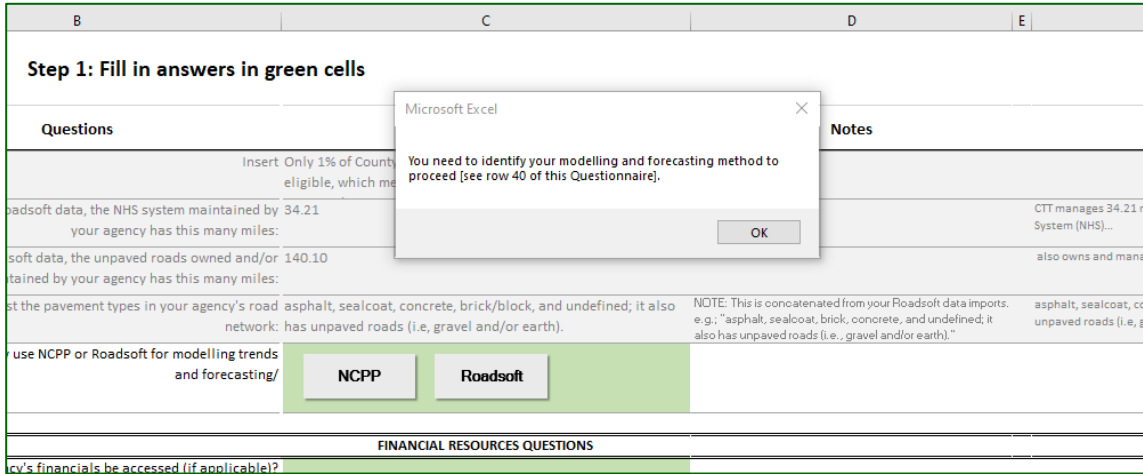 B C D E
Step 1: Fill in answers in green cells
Microsoft Excel
Questions
Notes
You need to identify your modelling and forecasting method to
proceed [see row 40 of this Questionnaire].
OK
Insert Only 1% of County
eligible, which me
oadsoft data, the NHS system maintained by 34.21
your agency has this many miles:
CTT manages 34.21
System (NHS)...
soft data, the unpaved roads owned and/or 140.10
tained by your agency has this many miles:
also owns and mana
st the pavement types in your agency's road
network:
asphalt, sealcoat, concrete, brick/block, and undefined; it also
has unpaved roads (i.e, gravel and/or earth).
NOTE: This is concatenated from your Roadsoft data imports.
e.g.; "asphalt, sealcoat, brick, concrete, and undefined; it
also has unpaved roads (i.e., gravel and/or earth)."
asphalt, sealcoat, co
unpaved roads (i.e, g
use NCPP or Roadsoft for modelling trends
and forecasting/
NCPP
Roadsoft
FINANCIAL RESOURCES QUESTIONS
cy's financials be accessed (if applicable)?